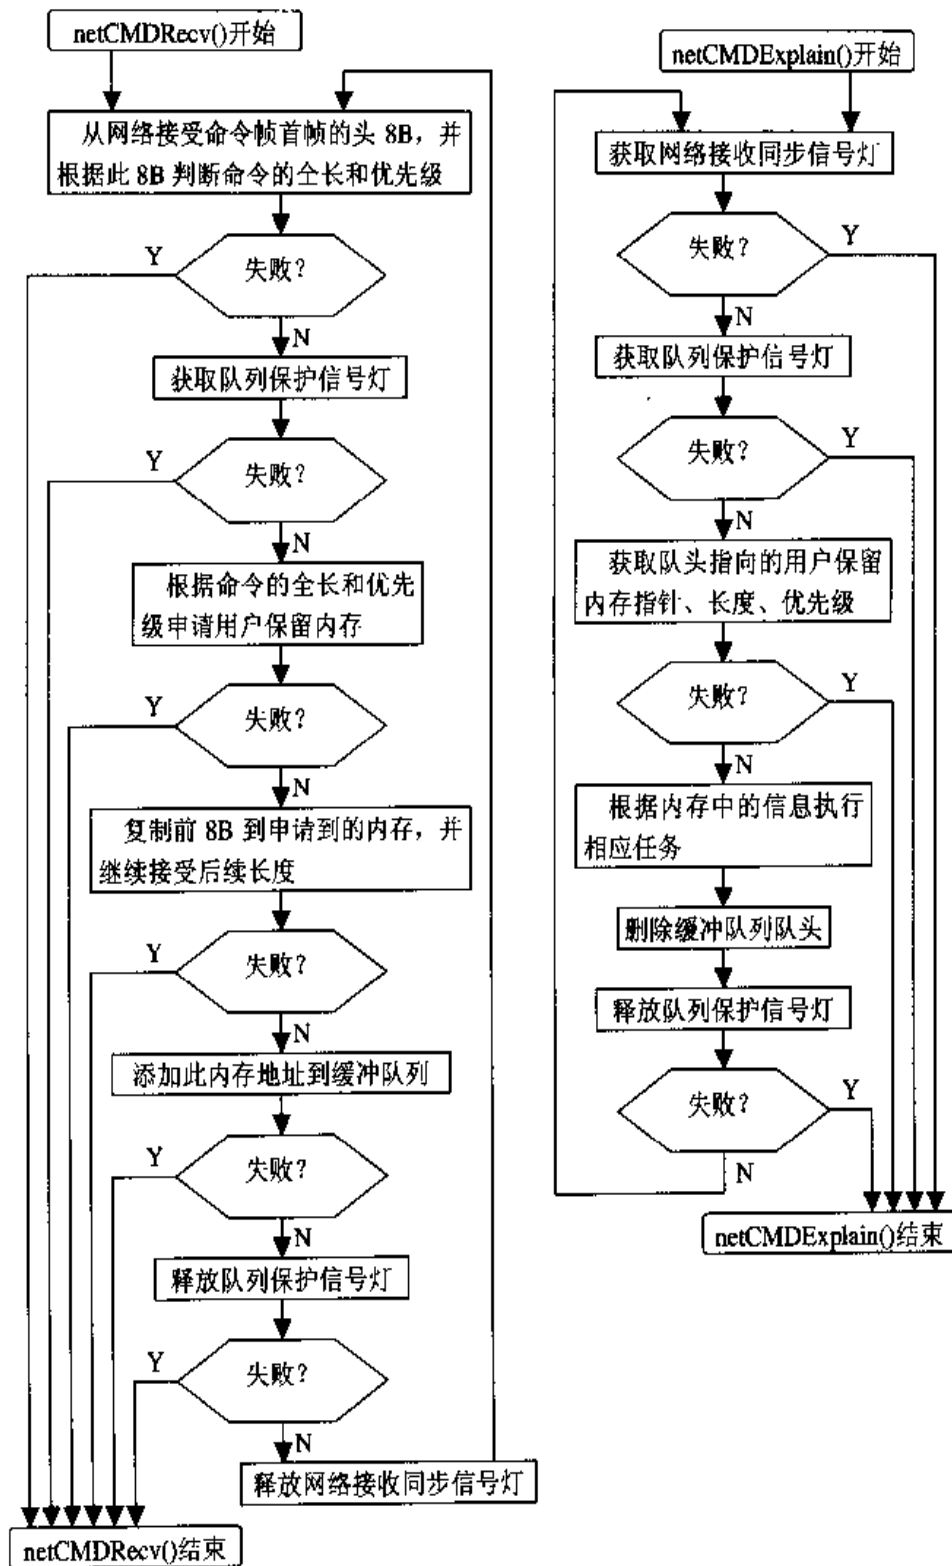 netCMDRecv()开始
从网络接受命令帧首帧的头 8B，并
根据此 8B 判断命令的全长和优先级
失败？
Y
N
获取队列保护信号灯
失败？
Y
N
根据命令的全长和优先
级申请用户保留内存
失败？
Y
N
复制前 8B 到申请到的内存，并
继续接受后续长度
失败？
Y
N
添加此内存地址到缓冲队列
失败？
Y
N
释放队列保护信号灯
失败？
Y
N
释放网络接收同步信号灯
netCMDRecv()结束
netCMDExplain()开始
获取网络接收同步信号灯
失败？
Y
N
获取队列保护信号灯
失败？
Y
N
获取队头指向的用户保留
内存指针、长度、优先级
失败？
Y
N
根据内存中的信息执行
相应任务
删除缓冲队列队头
释放队列保护信号灯
失败？
Y
N
netCMDExplain()结束